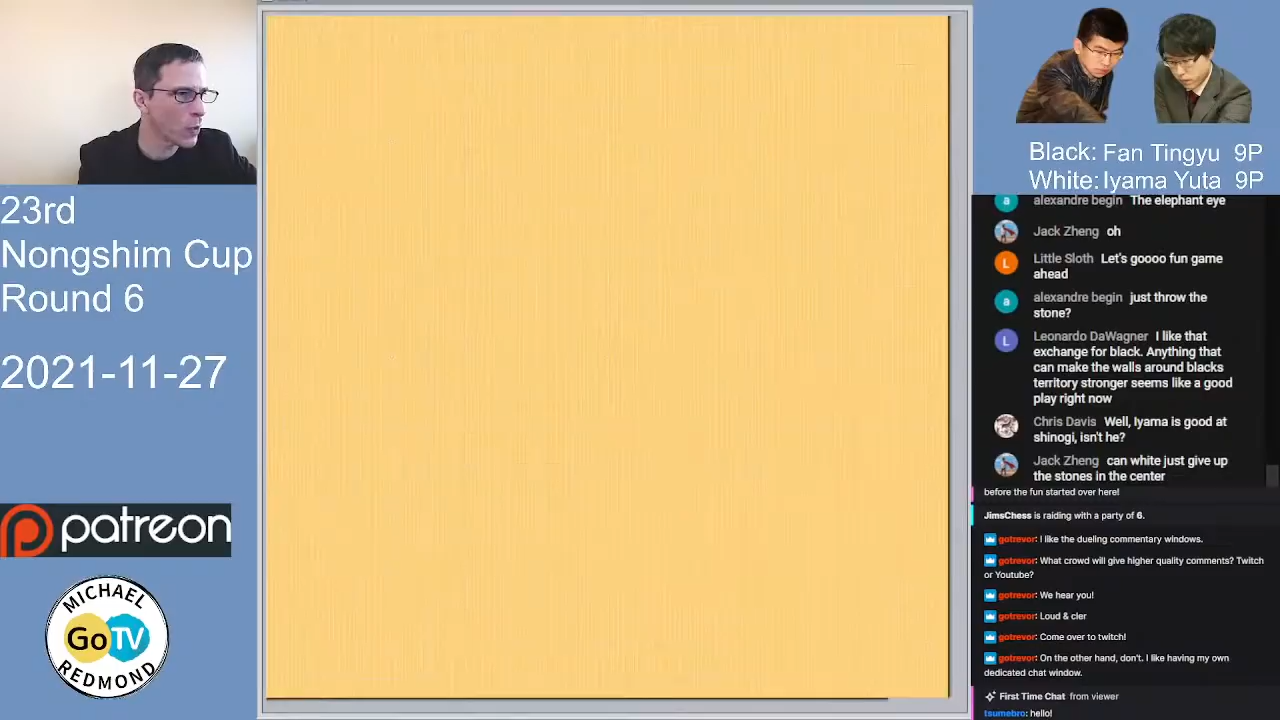 23rd
Nongshim Cup
Round 6
2021-11-27
patreon
MICHAEL
GoTV
REDMOND
Black: Fan Tingyu 9P
White: Iyama Yuta 9P
a alexandre begin The elephant eye
Jack Zheng oh
L Little Sloth Let's goooo fun game
ahead
a alexandre begin just throw the
stone?
L Leonardo DaWagner I like that
exchange for black. Anything that
can make the walls around blacks
territory stronger seems like a good
play right now
Chris Davis Well, Iyama is good at
shinogi, isn't he?
Jack Zheng can white just give up
the stones in the center
before the fun started over here!
JimsChess is raiding with a party of 6.
gotrevor: I like the dueling commentary windows.
gotrevor: What crowd will give higher quality comments? Twitch
or Youtube?
gotrevor: We hear you!
gotrevor: Loud & cler
gotrevor: Come over to twitch!
gotrevor: On the other hand, don't. I like having my own
dedicated chat window.
First Time Chat from viewer
tsumebro: hello!